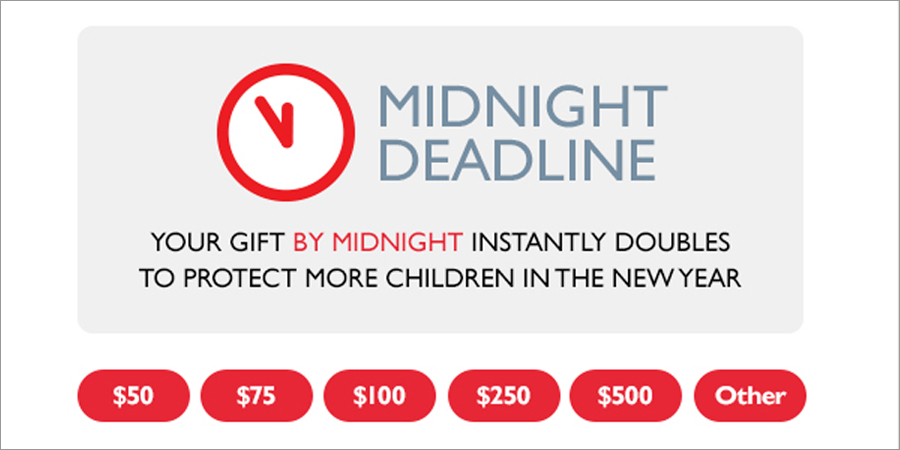 MIDNIGHT
DEADLINE
YOUR GIFT BY MIDNIGHT INSTANTLY DOUBLES
TO PROTECT MORE CHILDREN IN THE NEW YEAR
$50 $75 $100 $250 $500 Other